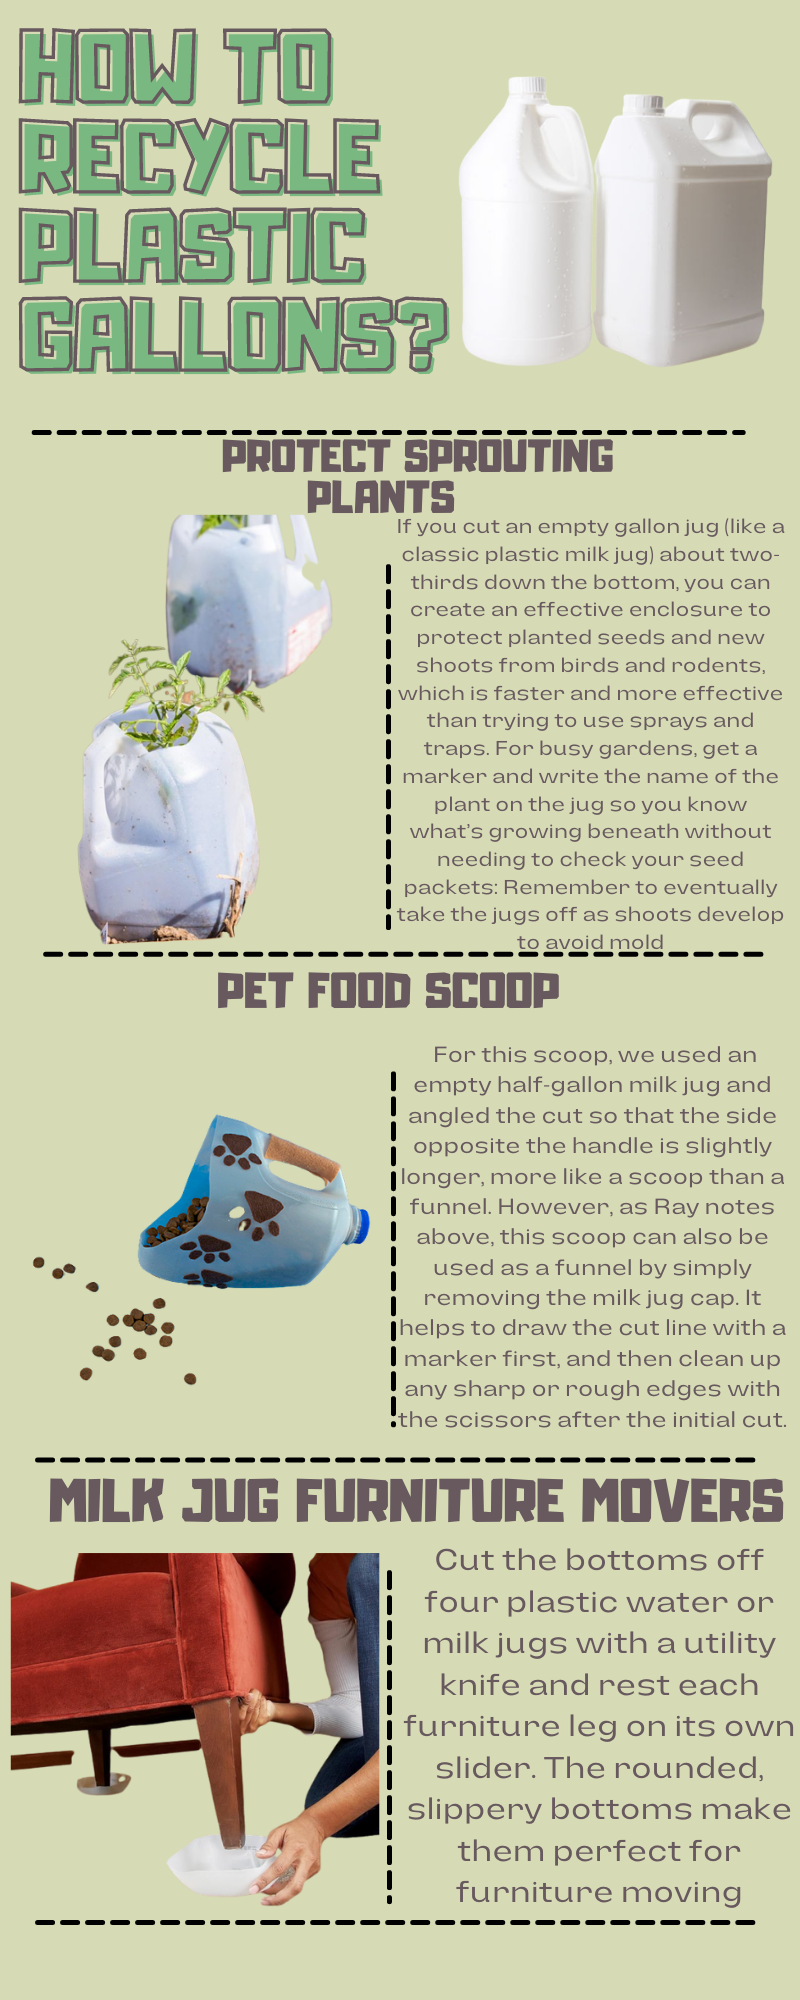 HOW TO
RECYCLE
PLASTIC
GALLONS?
PROTECT SPROUTING
PLANTS
If you cut an empty gallon jug (like a
classic plastic milk jug) about two-
thirds down the bottom, you can
create an effective enclosure to
protect planted seeds and new
shoots from birds and rodents,
which is faster and more effective
than trying to use sprays and
traps. For busy gardens, get a
marker and write the name of the
plant on the jug so you know
what's growing beneath without
needing to check your seed
packets: Remember to eventually
take the jugs off as shoots develop
to avoid mold
PET FOOD SCOOP
For this scoop, we used an
empty half-gallon milk jug and
angled the cut so that the side
opposite the handle is slightly
longer, more like a scoop than a
funnel. However, as Ray notes
above, this scoop can also be
used as a funnel by simply
removing the milk jug cap. It
helps to draw the cut line with a
marker first, and then clean up
any sharp or rough edges with
the scissors after the initial cut.
MILK JUG FURNITURE MOVERS
Cut the bottoms off
four plastic water or
milk jugs with a utility
knife and rest each
furniture leg on its own
slider. The rounded,
slippery bottoms make
them perfect for
furniture moving